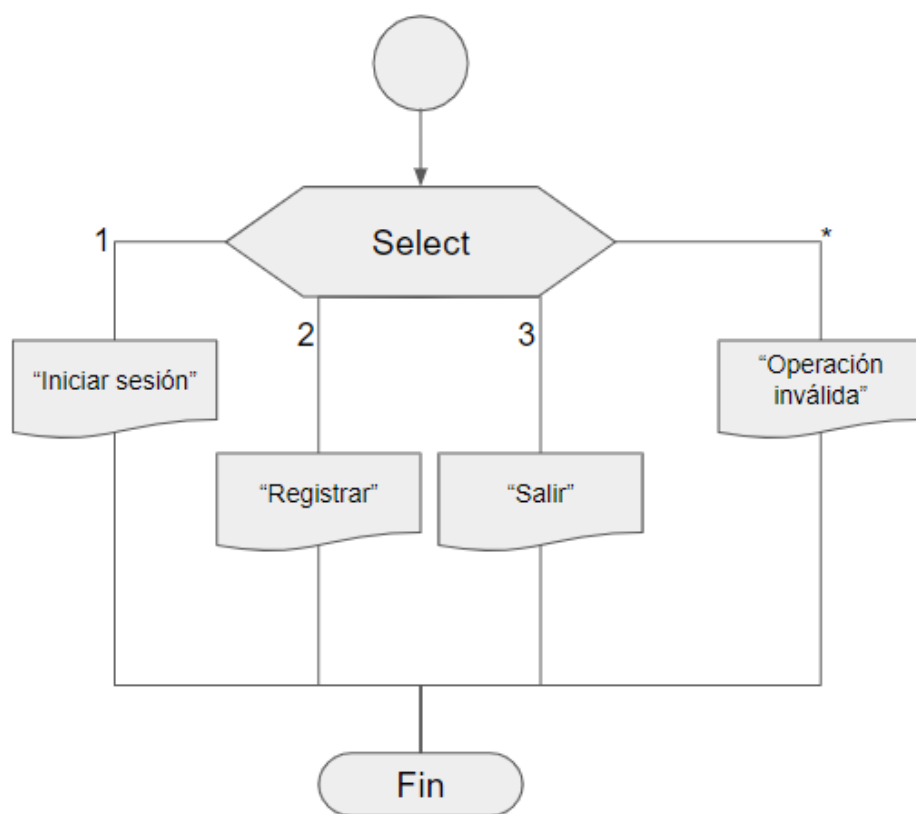 Select
1
*
2
3
“Iniciar sesión”
“Operación
inválida”
“Registrar”
“Salir”
Fin